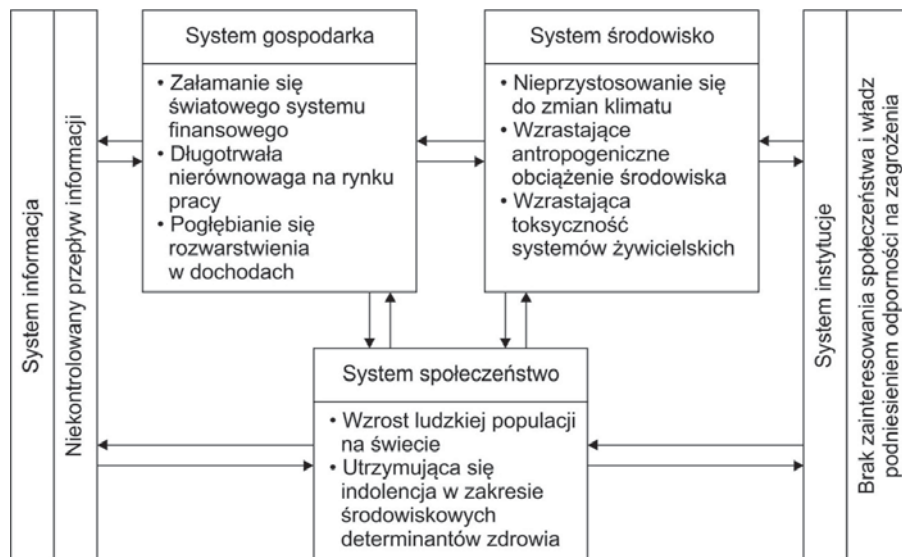 System informacja
Niekontrolowany przepływ informacji
System gospodarka
• Załamanie się
światowego systemu
finansowego
• Długotrwała
nierównowaga na rynku
pracy
• Pogłębianie się
rozwarstwienia
w dochodach
System środowisko
• Nieprzystosowanie się
do zmian klimatu
• Wzrastające
antropogeniczne
obciążenie środowiska
• Wzrastająca
toksyczność
systemów żywicielskich
System społeczeństwo
• Wzrost ludzkiej populacji
na świecie
• Utrzymująca się
indolencja w zakresie
środowiskowych
determinantów zdrowia
System instytucje
Brak zainteresowania społeczeństwa i władz
podniesieniem odporności na zagrożenia